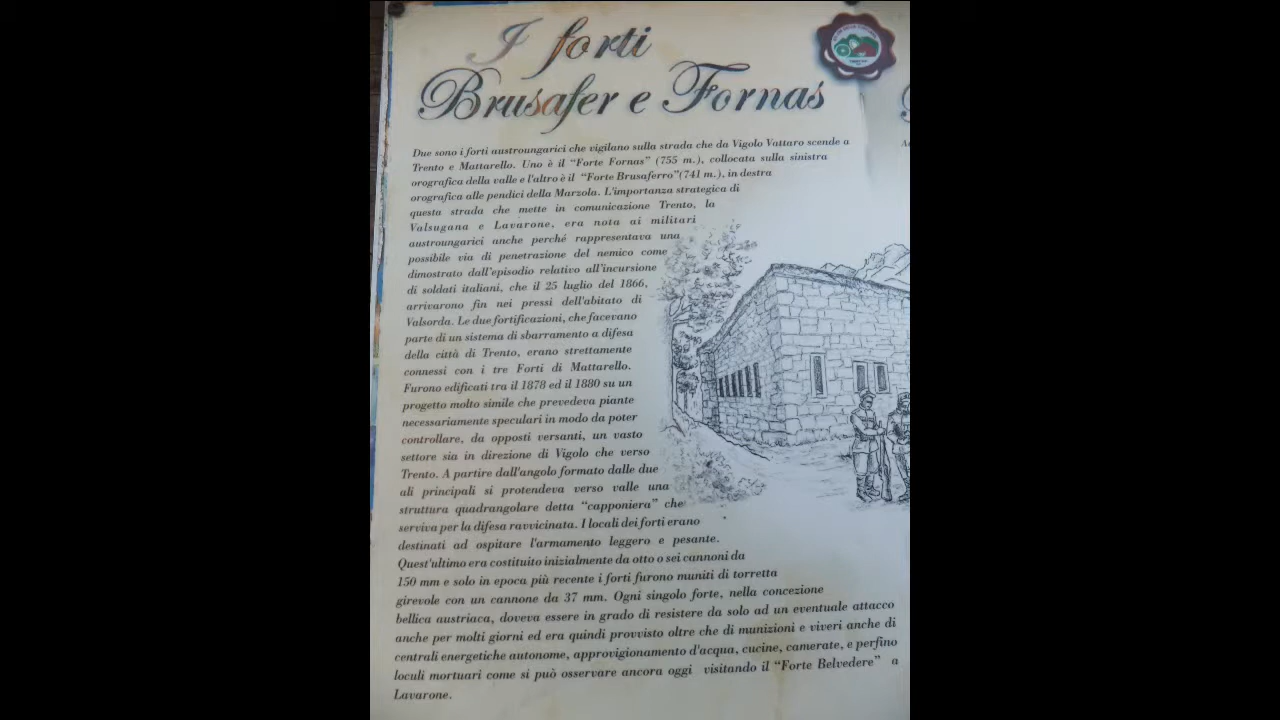 I forti
Brusafer e Fornas
Due sono i forti austroungarici che vigilano sulla strada che da Vigolo Vattaro scende a
Trento e Mattarello. Uno è il “Forte Fornas” (755 m.), collocata sulla sinistra
orografica della valle e l'altro è il “Forte Brusaferro”(741 m.), in destra
orografica alle pendici della Marzola. L'importanza strategica di
questa strada che mette in comunicazione Trento, la
Valsugana e Lavarone, era nota ai militari
austroungarici anche perché rappresentava una
possibile via di penetrazione del nemico come
dimostrato dall'episodio relativo all'incursione
di soldati italiani, che il 25 luglio del 1866,
arrivarono fin nei pressi dell'abitato di
Valsorda. Le due fortificazioni, che facevano
parte di un sistema di sbarramento a difesa
della città di Trento, erano strettamente
connessi con i tre Forti di Mattarello.
Furono edificati tra il 1878 ed il 1880 su un
progetto molto simile che prevedeva piante
necessariamente speculari in modo da poter
controllare, da opposti versanti, un vasto
settore sia in direzione di Vigolo che verso
Trento. A partire dall'angolo formato dalle due
ali principali si protendeva verso valle una
struttura quadrangolare detta “capponiera” che
serviva per la difesa ravvicinata. I locali dei forti erano
destinati ad ospitare l'armamento leggero e pesante.
Quest'ultimo era costituito inizialmente da otto o sei cannoni da
150 mm e solo in epoca più recente i forti furono muniti di torretta
girevole con un cannone da 37 mm. Ogni singolo forte, nella concezione
bellica austriaca, doveva essere in grado di resistere da solo ad un eventuale attacco
anche per molti giorni ed era quindi provvisto oltre che di munizioni e viveri anche di
centrali energetiche autonome, approvigionamento d'acqua, cucine, camerate, e perfino
loculi mortuari come si può osservare ancora oggi visitando il “Forte Belvedere” a
Lavarone.